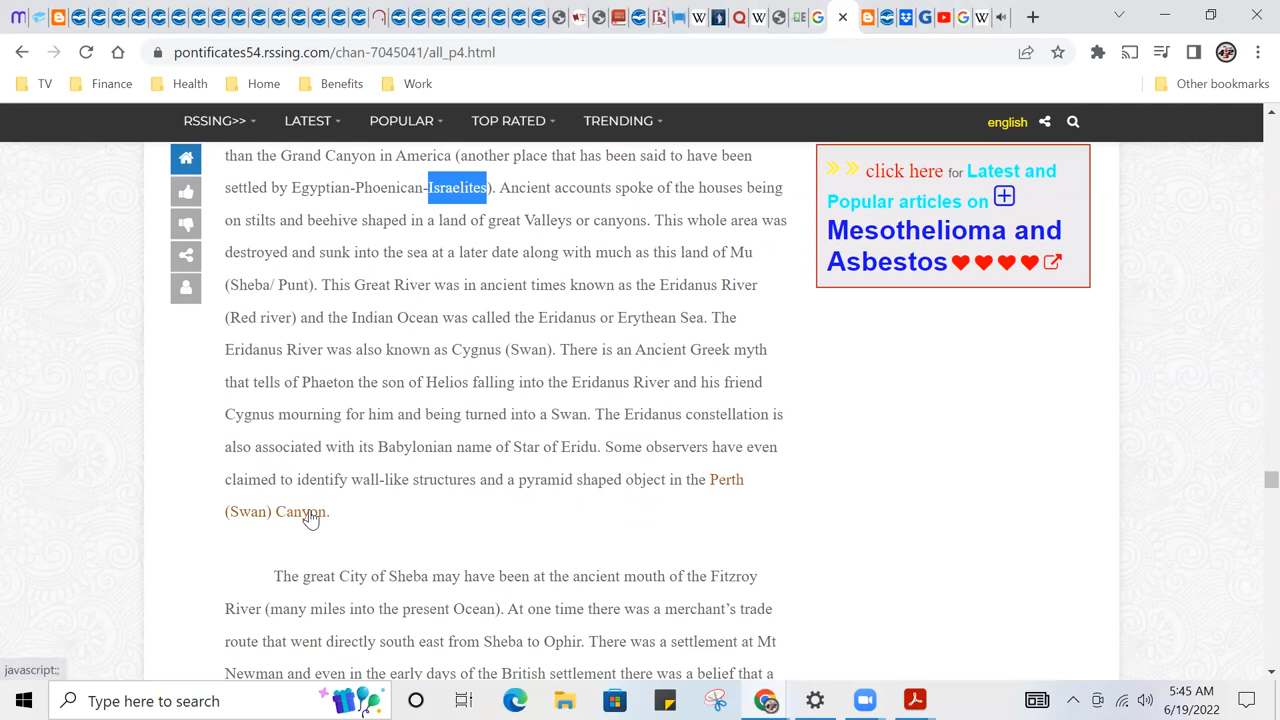 pontificates54.rssing.com/chan-7045041/all_p4.html
TV
Finance
Health
Home
Benefits
Work
Other bookmarks
RSSING>>
LATEST
POPULAR
TOP RATED
TRENDING
english
than the Grand Canyon in America (another place that has been said to have been
settled by Egyptian-Phoenican-Israelites). Ancient accounts spoke of the houses being
on stilts and beehive shaped in a land of great Valleys or canyons. This whole area was
destroyed and sunk into the sea at a later date along with much as this land of Mu
(Sheba/ Punt). This Great River was in ancient times known as the Eridanus River
(Red river) and the Indian Ocean was called the Eridanus or Erythean Sea. The
Eridanus River was also known as Cygnus (Swan). There is an Ancient Greek myth
that tells of Phaeton the son of Helios falling into the Eridanus River and his friend
Cygnus mourning for him and being turned into a Swan. The Eridanus constellation is
also associated with its Babylonian name of Star of Eridu. Some observers have even
claimed to identify wall-like structures and a pyramid shaped object in the Perth
(Swan) Canyon.
The great City of Sheba may have been at the ancient mouth of the Fitzroy
River (many miles into the present Ocean). At one time there was a merchant's trade
route that went directly south east from Sheba to Ophir. There was a settlement at Mt
Newman and even in the early days of the British settlement there was a belief that a
click here for Latest and
Popular articles on
Mesothelioma and
Asbestos
javascript:;
Type here to search
5:45 AM
6/19/2022